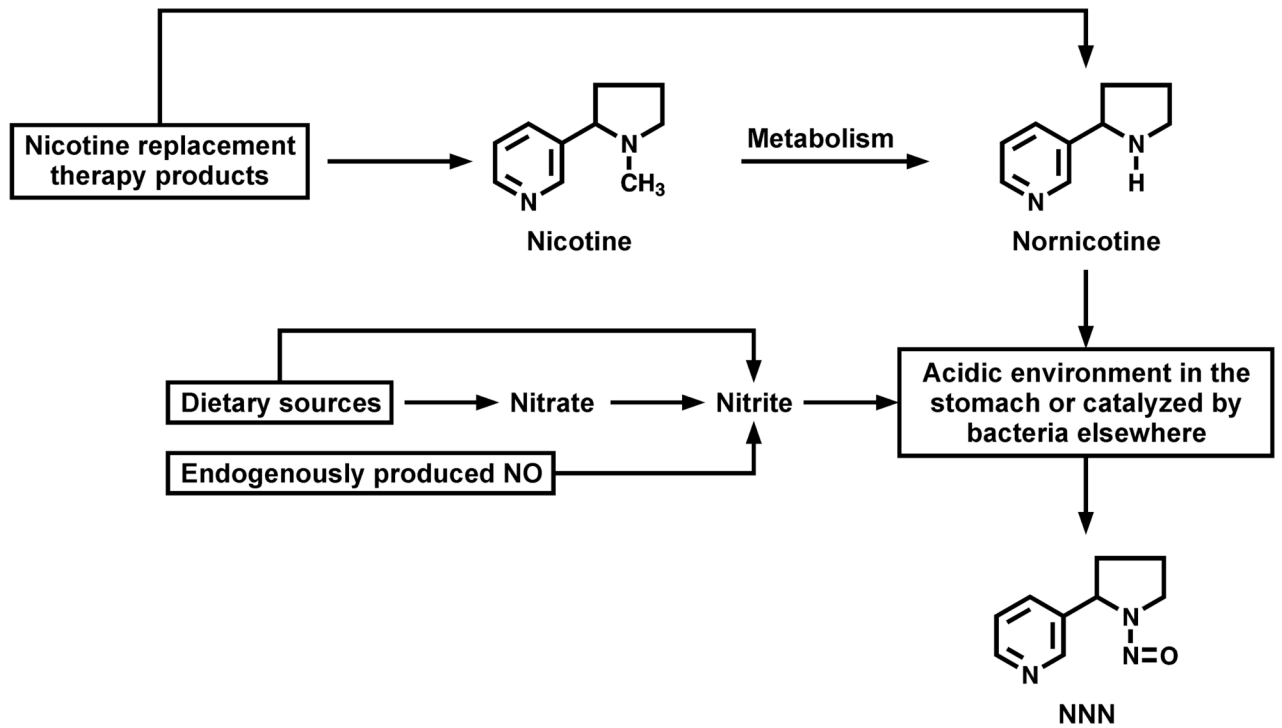 Nicotine replacement
therapy products
N
N
CH₃
Nicotine
Metabolism
N
N
H
Nornicotine
Dietary sources
Nitrate
Nitrite
Endogenously produced NO
Acidic environment in the
stomach or catalyzed by
bacteria elsewhere
N
N
N=O
NNN